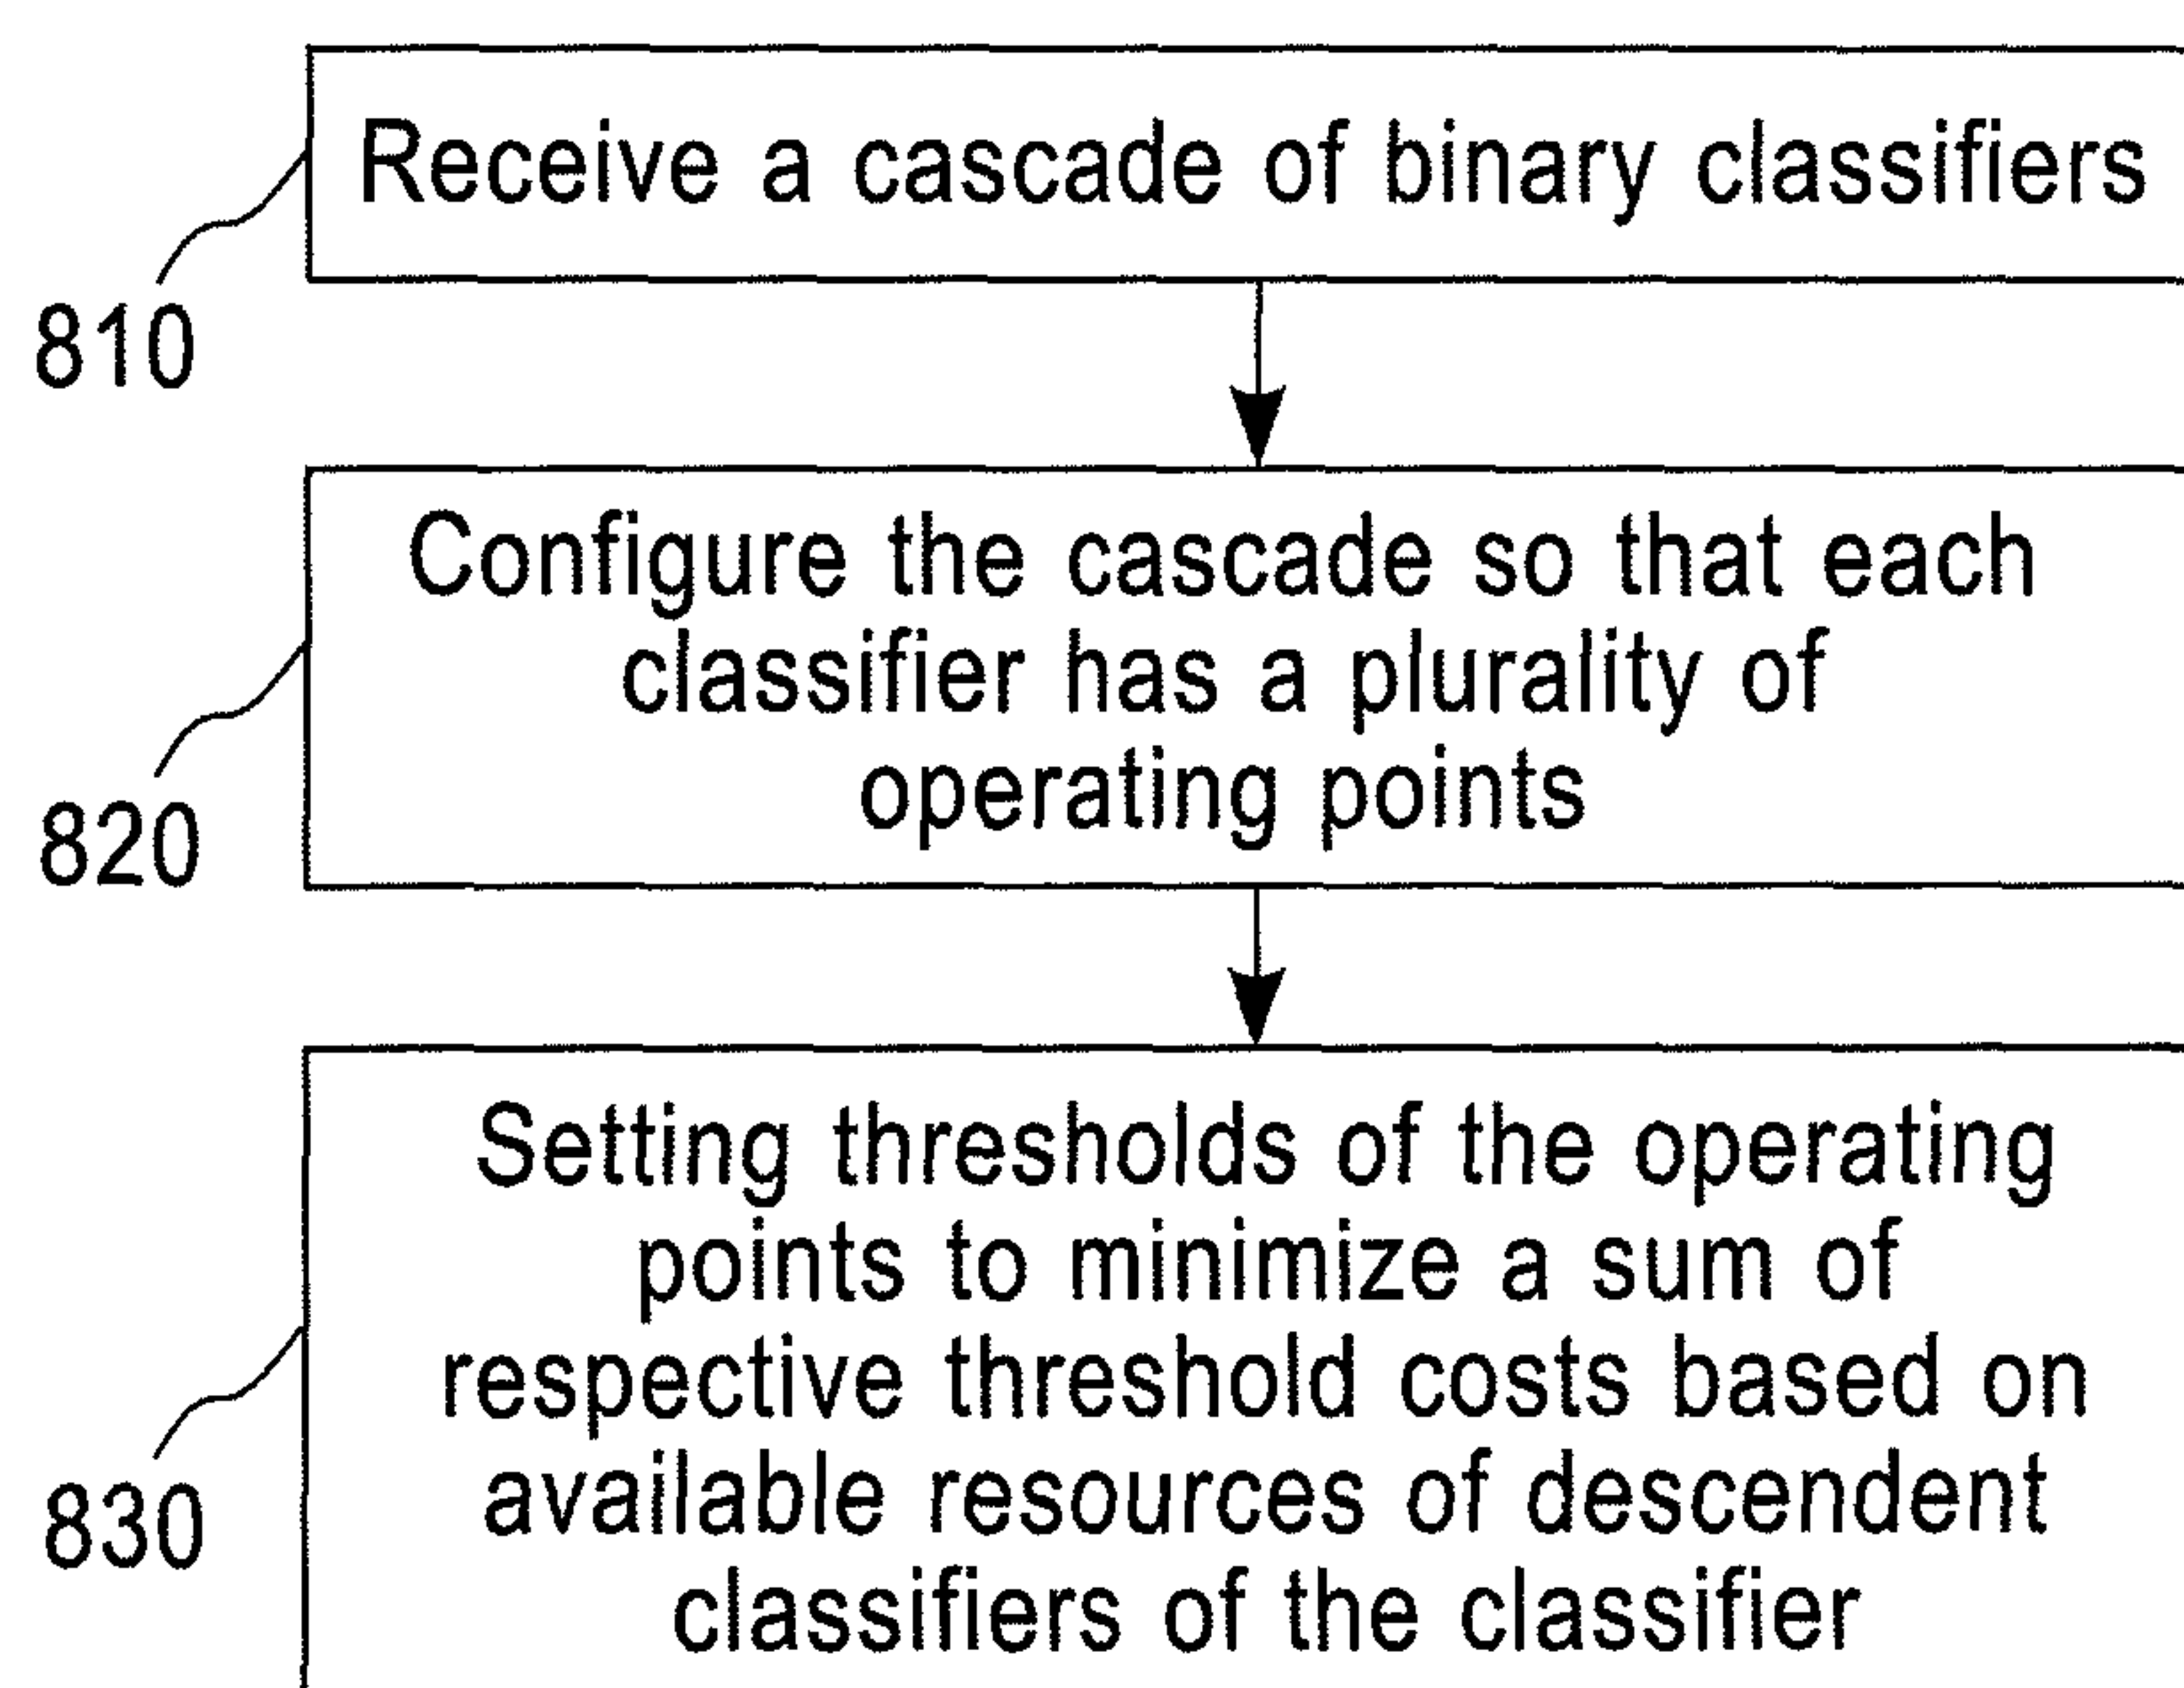 Receive a cascade of binary classifiers
810
Configure the cascade so that each
classifier has a plurality of
operating points
820
Setting thresholds of the operating
points to minimize a sum of
respective threshold costs based on
available resources of descendent
classifiers of the classifier
830